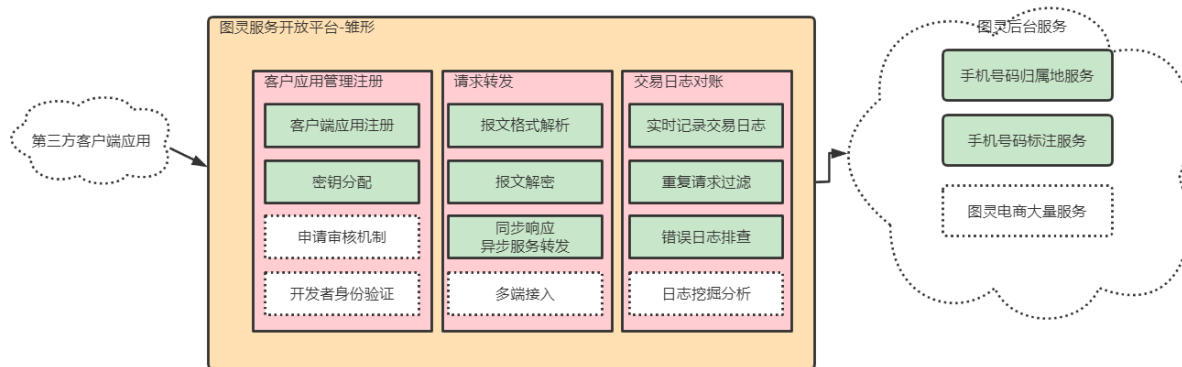 图灵服务开放平台-雏形
图灵后台服务
第三方客户端应用
客户应用管理注册
客户端应用注册
密钥分配
申请审核机制
开发者身份验证
请求转发
报文格式解析
报文解密
同步响应
异步服务转发
多端接入
交易日志对账
实时记录交易日志
重复请求过滤
错误日志排查
日志挖掘分析
手机号码归属地服务
手机号码标注服务
图灵电商大量服务